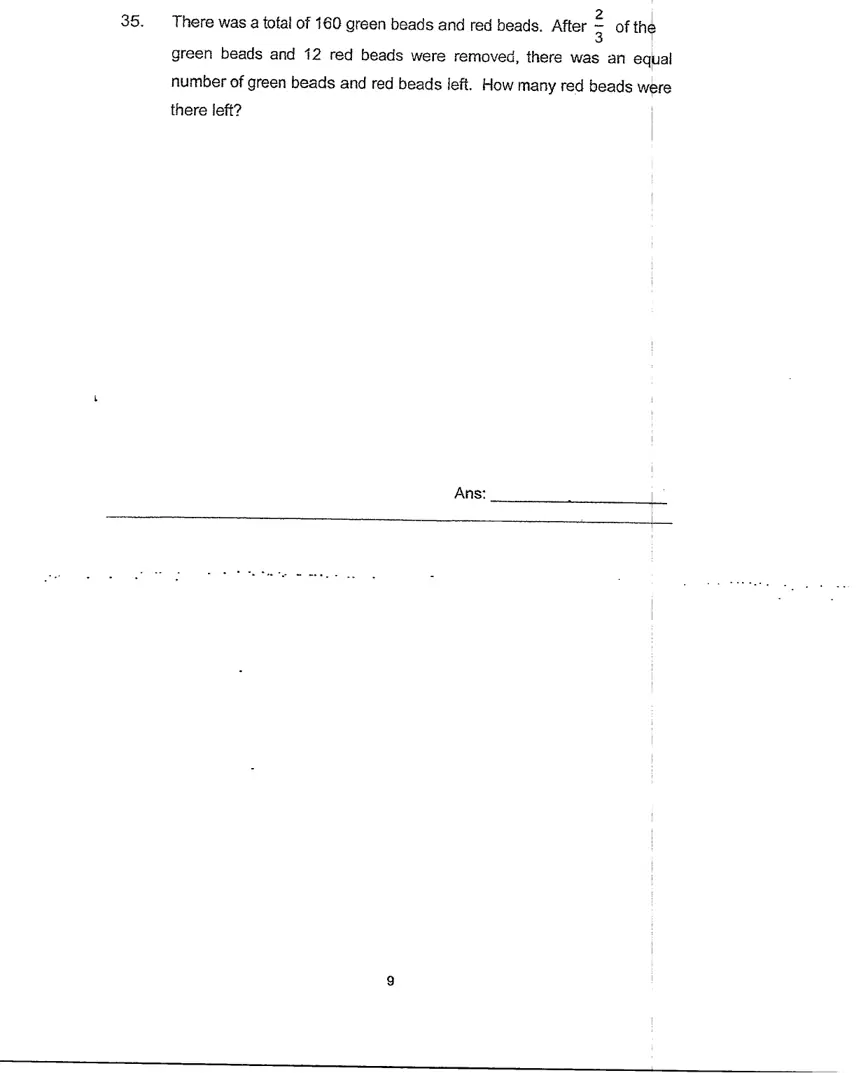 35. There was a total of 160 green beads and red beads. After 2/3 of the
green beads and 12 red beads were removed, there was an equal
number of green beads and red beads left. How many red beads were
there left?
Ans:
9